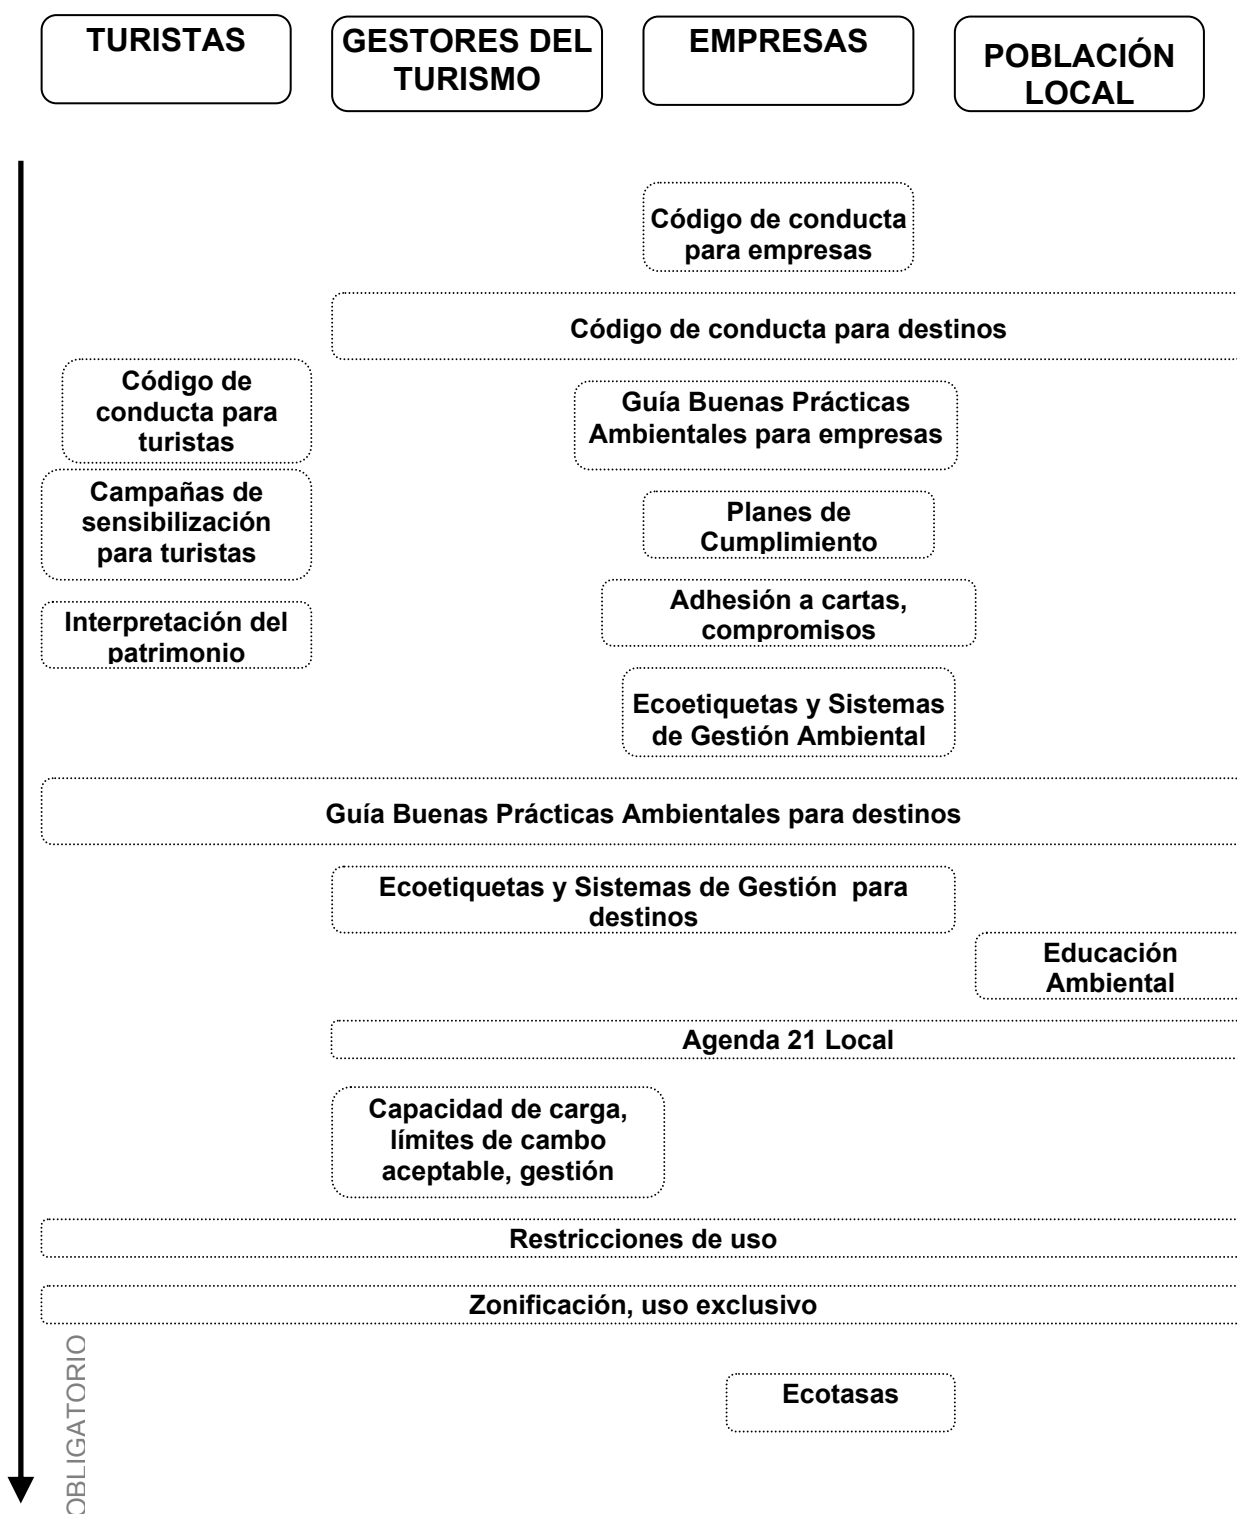 TURISTAS
GESTORES DEL
TURISMO
EMPRESAS
POBLACIÓN
LOCAL
Código de conducta
para empresas
Código de conducta para destinos
Código de
conducta para
turistas
Guía Buenas Prácticas
Ambientales para empresas
Campañas de
sensibilización
para turistas
Planes de
Cumplimiento
Adhesión a cartas,
compromisos
Interpretación del
patrimonio
Ecoetiquetas y Sistemas
de Gestión Ambiental
Guía Buenas Prácticas Ambientales para destinos
Ecoetiquetas y Sistemas de Gestión para
destinos
Educación
Ambiental
Agenda 21 Local
Capacidad de carga,
límites de cambo
aceptable, gestión
Restricciones de uso
Zonificación, uso exclusivo
Ecotasas
OBLIGATORIO